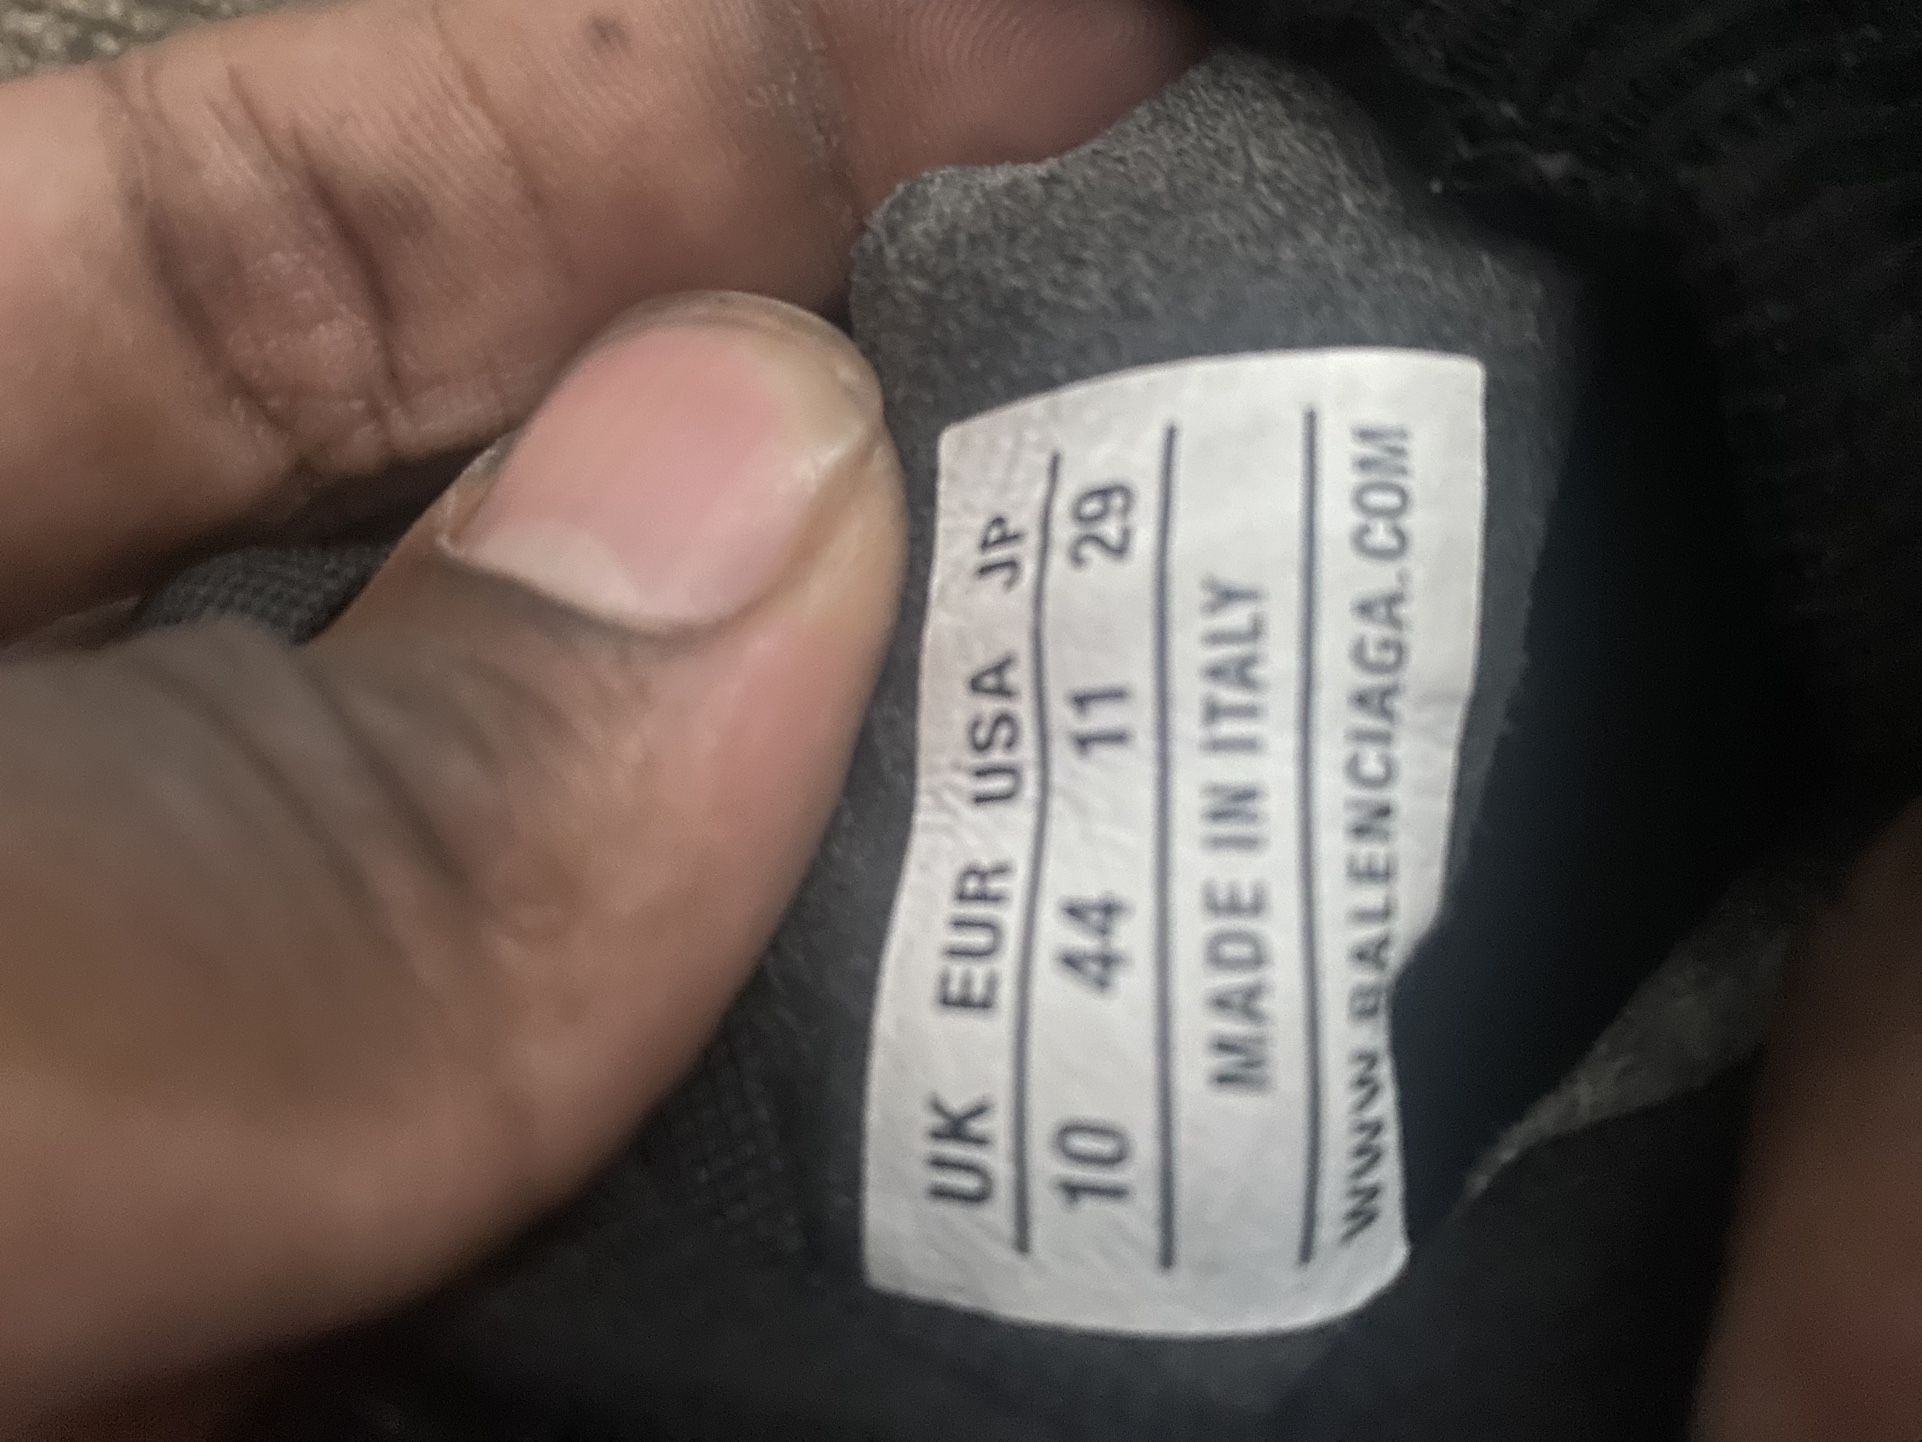 UK EUR USA JP
10 44 11 29
MADE IN ITALY
WWW.BALENCIAGA.COM